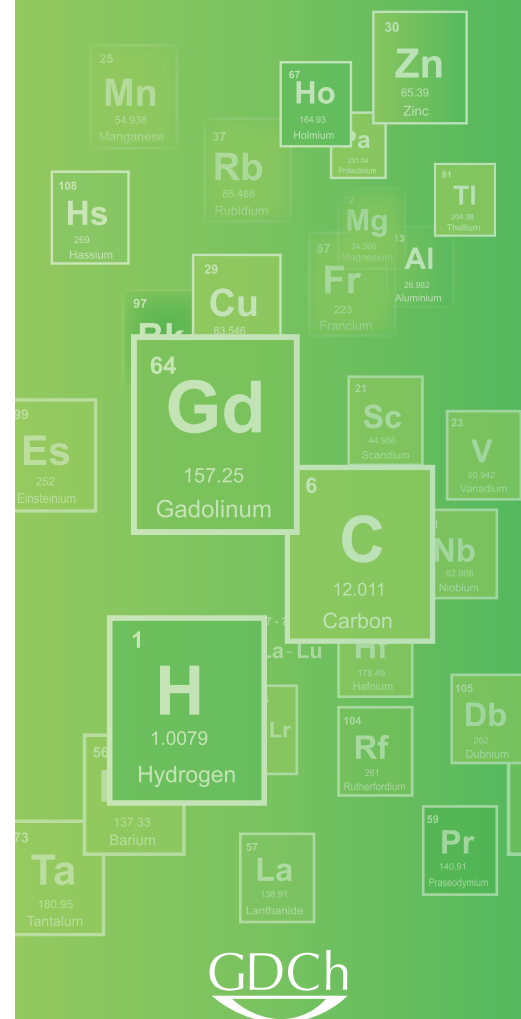 30
Zn
65.39
Zinc
25
Mn
54.938
Manganese
67
Ho
164.93
Holmium
Pa
231.04
Protactinium
37
Rb
85.468
Rubidium
108
Hs
269
Hassium
81
Tl
204.38
Thallium
12
Mg
24.305
Magnesium
13
Al
26.982
Aluminium
87
Fr
223
Francium
29
Cu
63.546
97
Bk
64
Gd
157.25
Gadolinum
21
Sc
44.956
Scandium
23
V
50.942
Vanadium
99
Es
252
Einsteinium
6
C
12.011
Carbon
Nb
92.906
Niobium
La-Lu
Hf
178.49
Hafnium
1
H
1.0079
Hydrogen
Lr
105
Db
262
Dubnium
104
Rf
261
Rutherfordium
56
137.33
Barium
73
Ta
180.95
Tantalum
57
La
138.91
Lanthanide
59
Pr
140.91
Praseodymium
GDCh